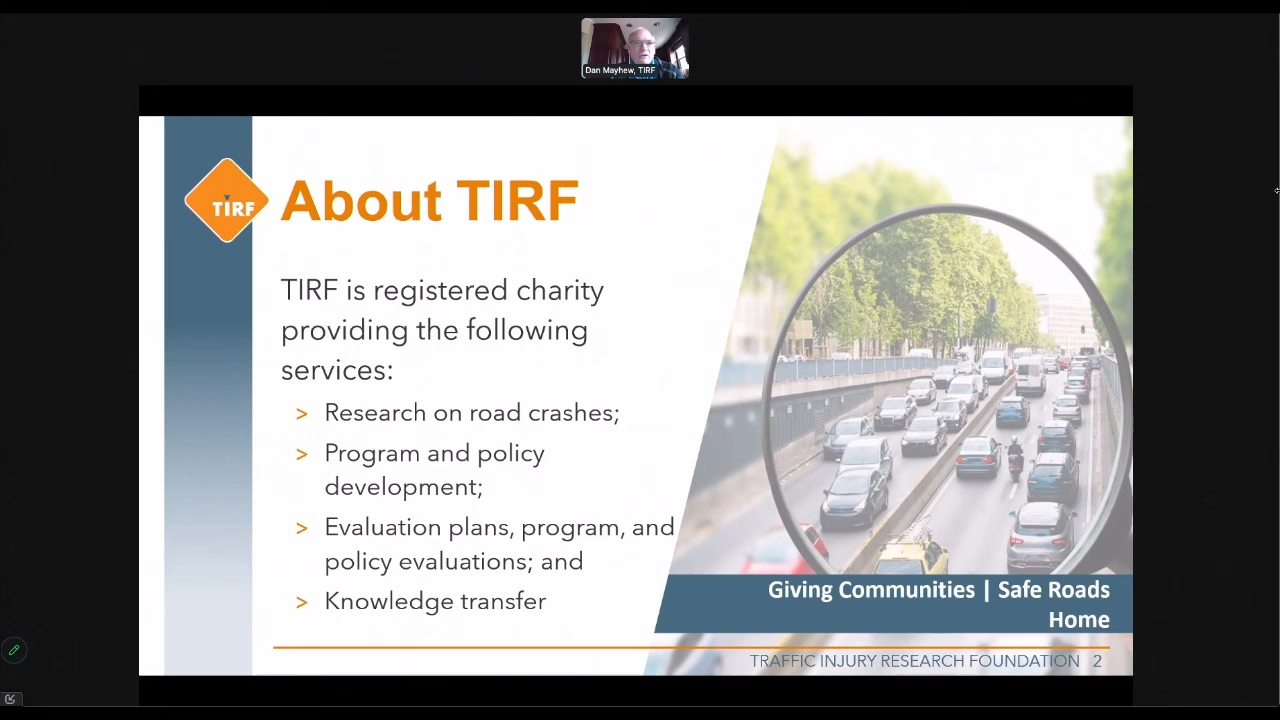 Dan Mayhew, TIRF
TIRF
About TIRF
TIRF is registered charity
providing the following
services:
> Research on road crashes;
> Program and policy
development;
> Evaluation plans, program, and
policy evaluations; and
> Knowledge transfer
Giving Communities | Safe Roads
Home
TRAFFIC INJURY RESEARCH FOUNDATION 2